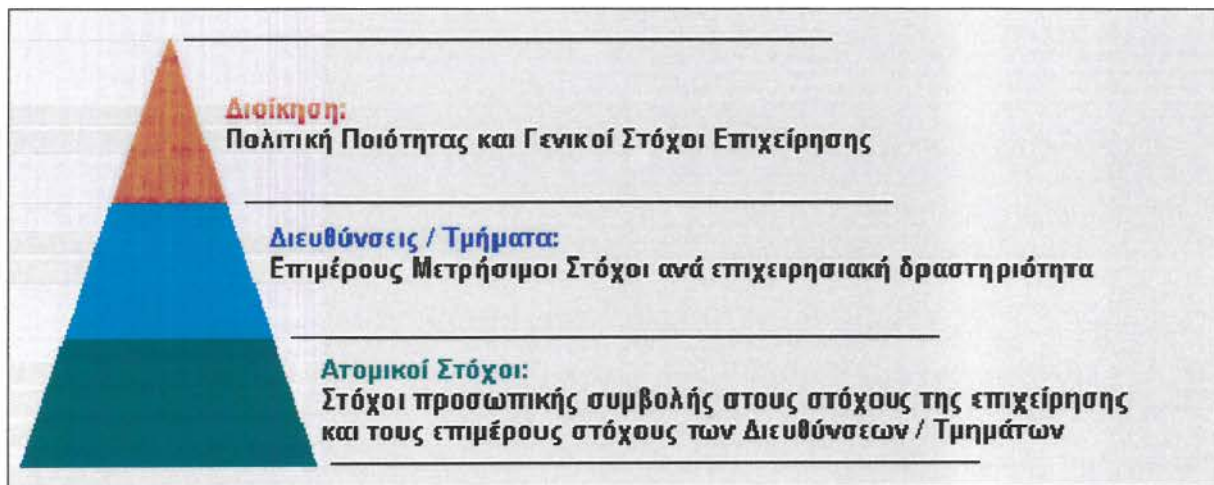 Διοίκηση:
Πολιτική Ποιότητας και Γενικοί Στόχοι Επιχείρησης
Διευθύνσεις / Τμήματα:
Επιμέρους Μετρήσιμοι Στόχοι ανά επιχειρησιακή δραστηριότητα
Ατομικοί Στόχοι:
Στόχοι προσωπικής συμβολής στους στόχους της επιχείρησης
και τους επιμέρους στόχους των Διευθύνσεων / Τμημάτων